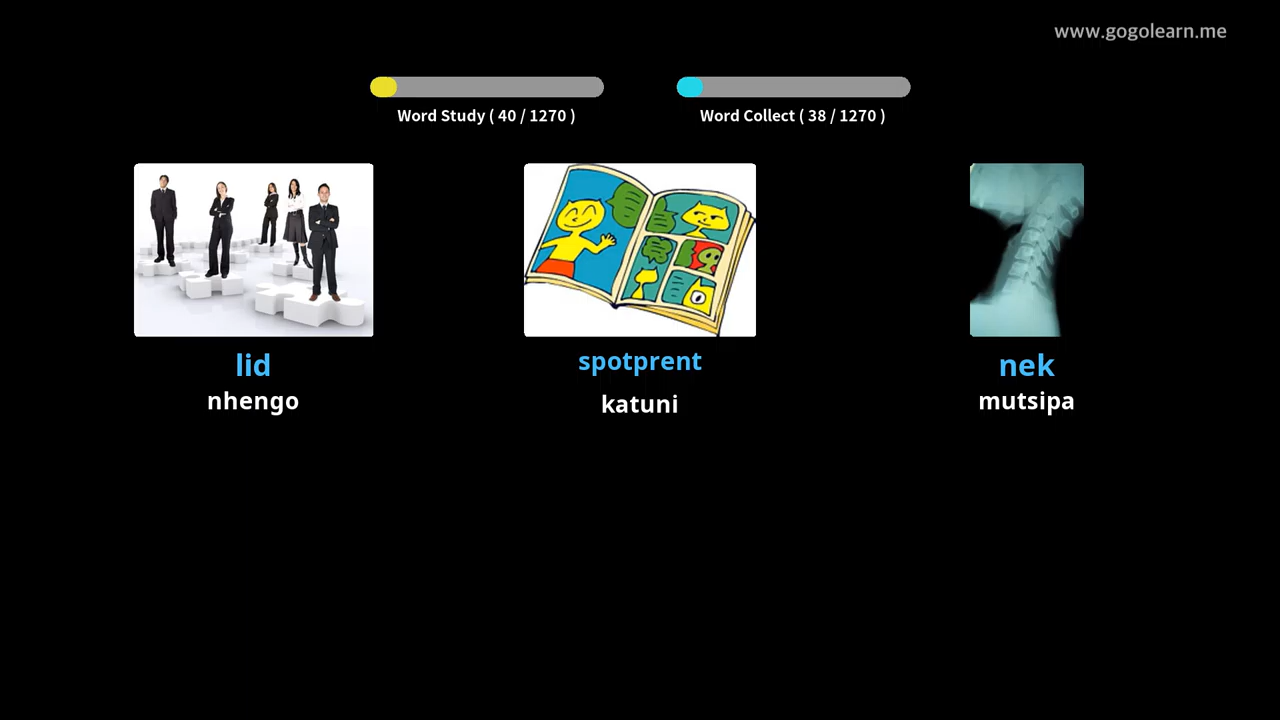 www.gogolearn.me
Word Study ( 40 / 1270 )
Word Collect ( 38 / 1270 )
lid
nhengo
spotprent
katuni
nek
mutsipa